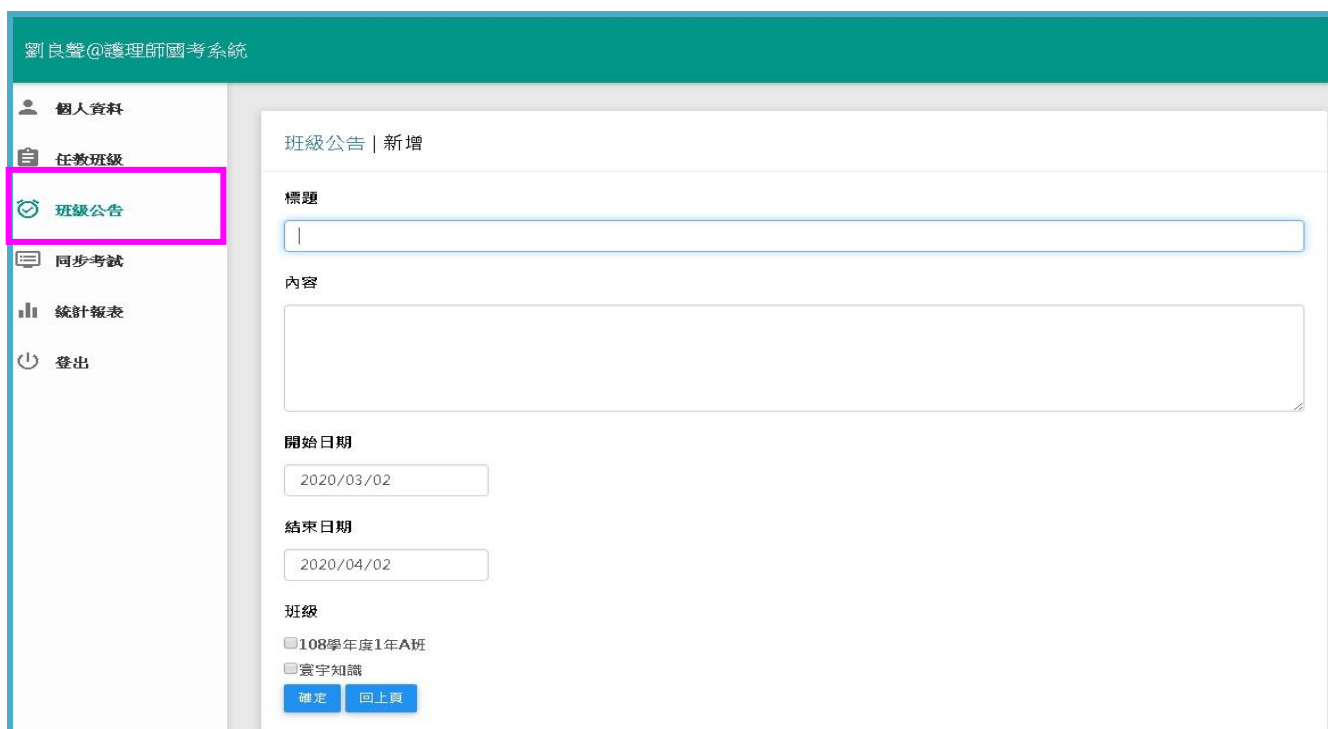 劉良聲@護理師國考系統
個人資料
任教班級
班級公告
同步考試
統計報表
登出
班級公告 | 新增
標題
內容
開始日期
2020/03/02
結束日期
2020/04/02
班級
108學年度1年A班
寰宇知識
確定 回上頁